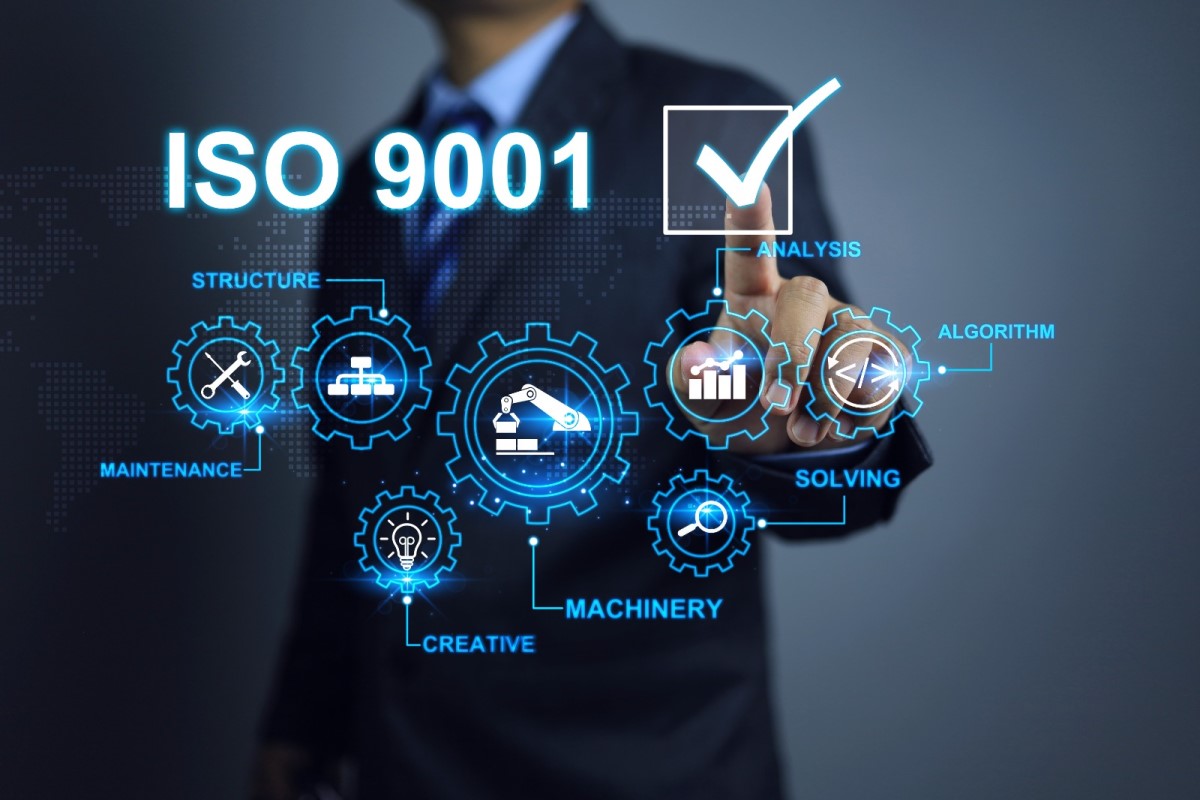 ISO 9001
ANALYSIS
STRUCTURE
ALGORITHM
MAINTENANCE
SOLVING
MACHINERY
CREATIVE